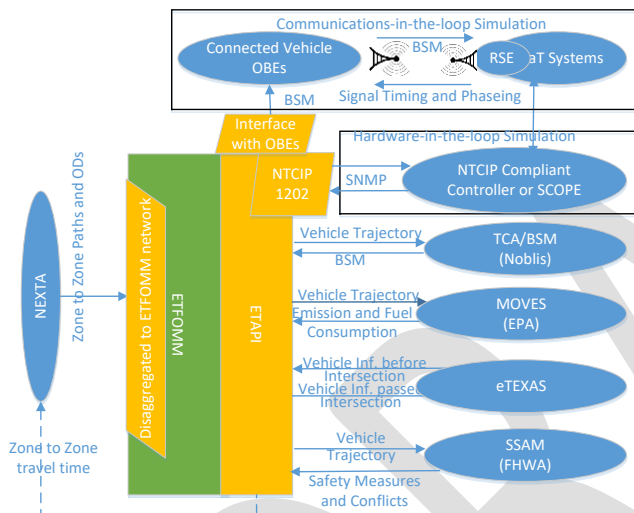 Communications-in-the-loop Simulation
Connected Vehicle
OBEs
BSM
RSE
aT Systems
Signal Timing and Phaseing
BSM
Interface
with OBEs
Hardware-in-the-loop Simulation
NTCIP
1202
SNMP
NTCIP Compliant
Controller or SCOPE
NEXTA
Zone to Zone Paths and ODs
Disaggregated to ETFOMM network
ETFOMM
ETAPI
Vehicle Trajectory
BSM
TCA/BSM
(Noblis)
Vehicle Trajectory
Emission and Fuel
Consumption
MOVES
(EPA)
Vehicle Inf. before
Intersection
Vehicle Inf. passed
Intersection
eTEXAS
Zone to Zone
travel time
Vehicle
Trajectory
SSAM
(FHWA)
Safety Measures
and Conflicts